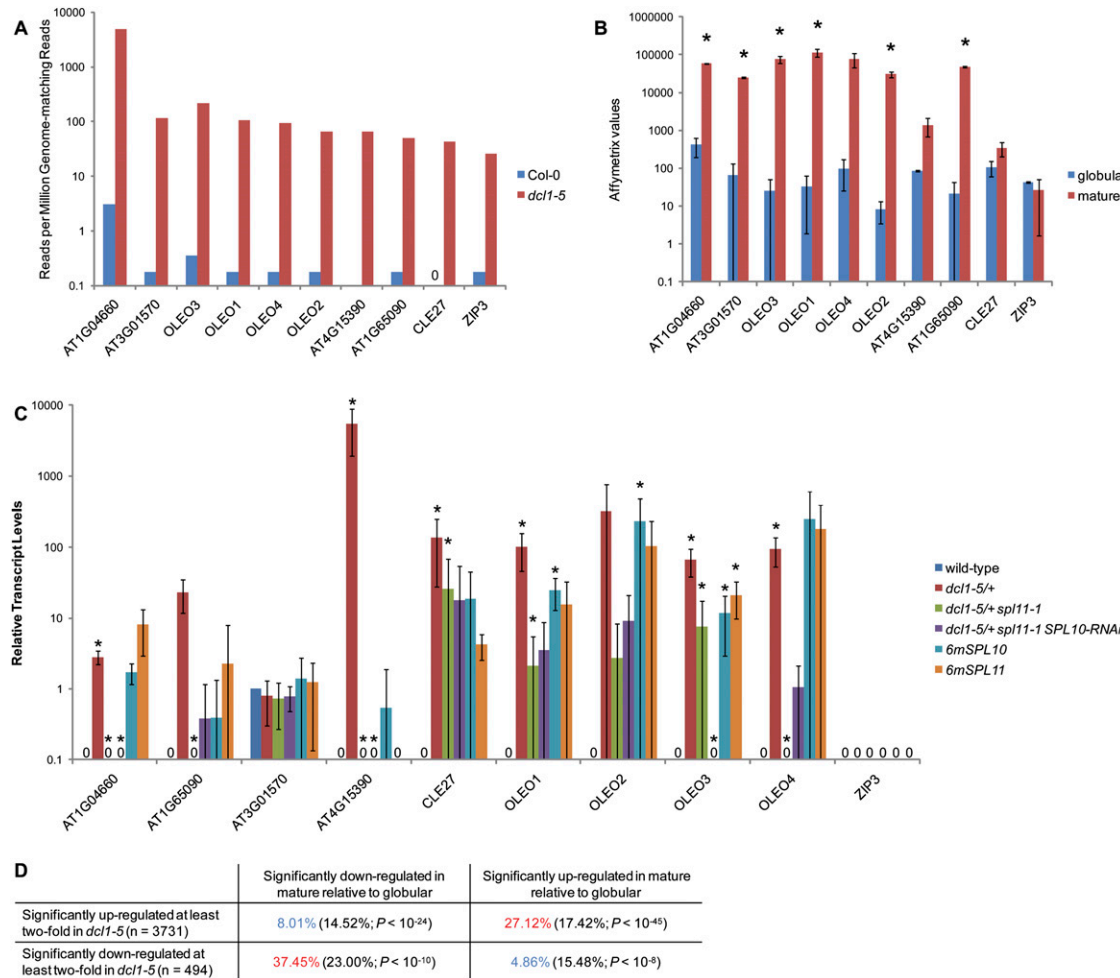 A
Reads per Million Genome-matching Reads
10000
1000
100
10
1
0.1
0
AT1G04660
AT3G01570
OLEO3
OLEO1
OLEO4
OLEO2
AT4G15390
AT1G65090
CLE27
ZIP3
Col-0
dcl1-5
B
Affymetrix values
1000000
100000
10000
1000
100
10
1
0.1
* * * * * *
AT1G04660
AT3G01570
OLEO3
OLEO1
OLEO4
OLEO2
AT4G15390
AT1G65090
CLE27
ZIP3
globula
mature
C
Relative Transcript Levels
10000
1000
100
10
1
0.1
0 * * *
0 *
0 * * * 0
0 * *
0 * * *
0
0 * * * * *
0 * *
0 0 0 0 0 0
AT1G04660
AT1G65090
AT3G01570
AT4G15390
CLE27
OLEO1
OLEO2
OLEO3
OLEO4
ZIP3
wild-type
dcl1-5/+
dcl1-5/+ spl11-1
dcl1-5/+ spl11-1 SPL10-RNAi
6mSPL10
6mSPL11
D
Significantly down-regulated in
mature relative to globular
Significantly up-regulated in mature
relative to globular
Significantly up-regulated at least
two-fold in dcl1-5 (n = 3731)
8.01% (14.52%; P < 10-24)
27.12% (17.42%; P < 10-45)
Significantly down-regulated at
least two-fold in dcl1-5 (n = 494)
37.45% (23.00%; P < 10-10)
4.86% (15.48%; P < 10-8)